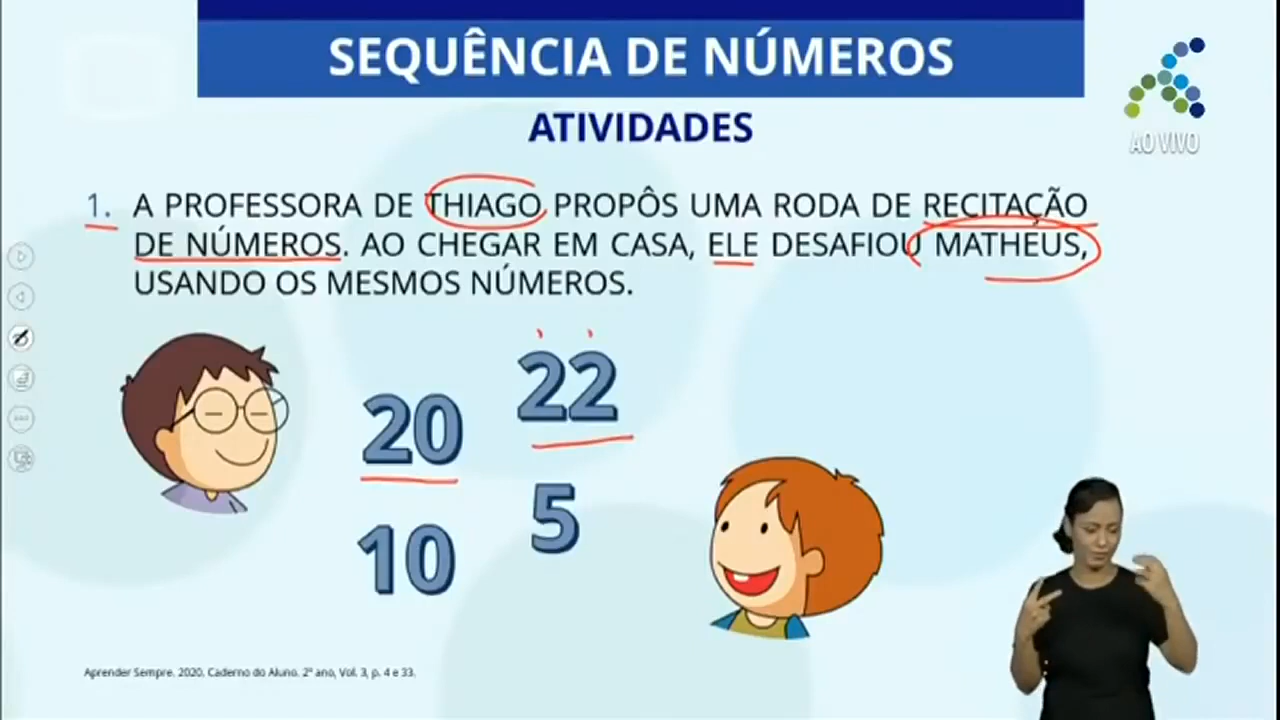 SEQUÊNCIA DE NÚMEROS
ATIVIDADES
AO VIVO
1. A PROFESSORA DE THIAGO PROPÔS UMA RODA DE RECITAÇÃO
DE NÚMEROS. AO CHEGAR EM CASA, ELE DESAFIOU MATHEUS,
USANDO OS MESMOS NÚMEROS.
22
20
5
10
Aprender Sempre. 2020. Caderno do Aluno. 2º ano, Vol. 3, p. 4 e 33.